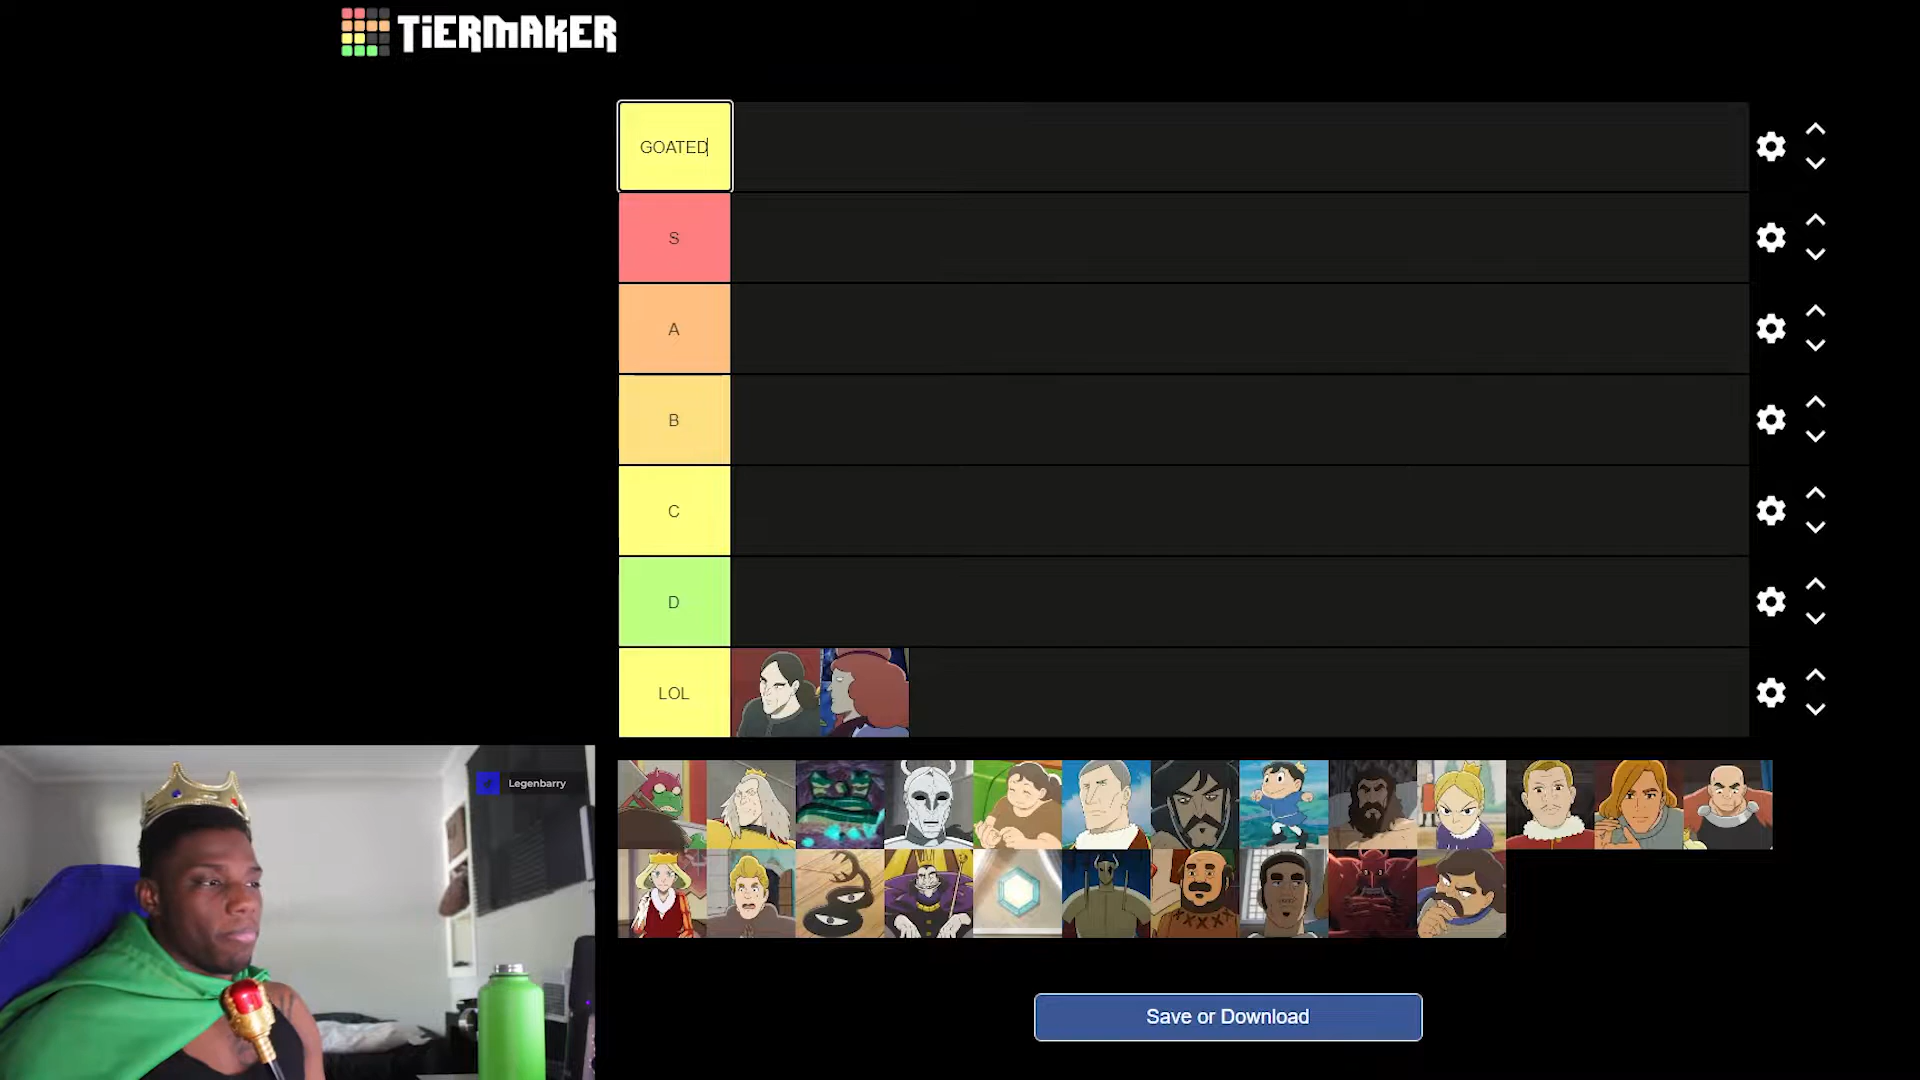 TiERMAKER
GOATED
S
A
B
C
D
LOL
Legenbarry
Save or Download